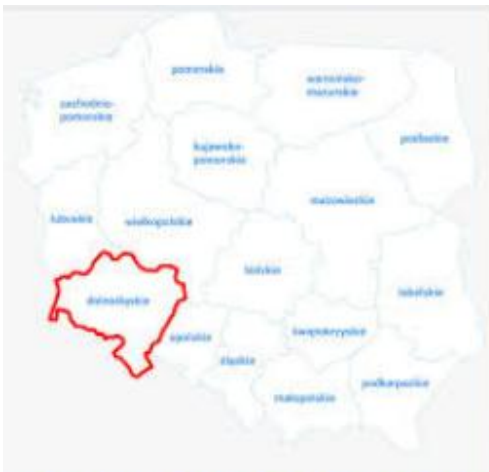 pomorskie
warmińsko-
mazurskie
zachodnio-
pomorskie
podlaskie
kujawsko-
pomorskie
mazowieckie
lubuskie
wielkopolskie
łódzkie
lubelskie
dolnośląskie
opolskie
świętokrzyskie
śląskie
małopolskie
podkarpackie